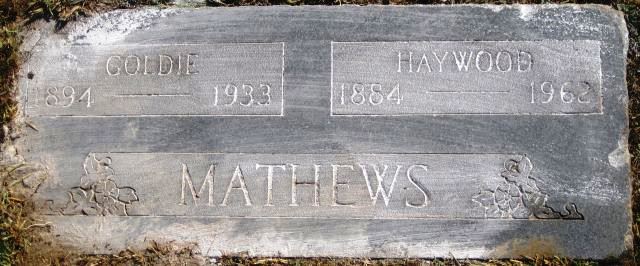 GOLDIE
1894 — 1933
HAYWOOD
1884 — 1962
MATHEWS